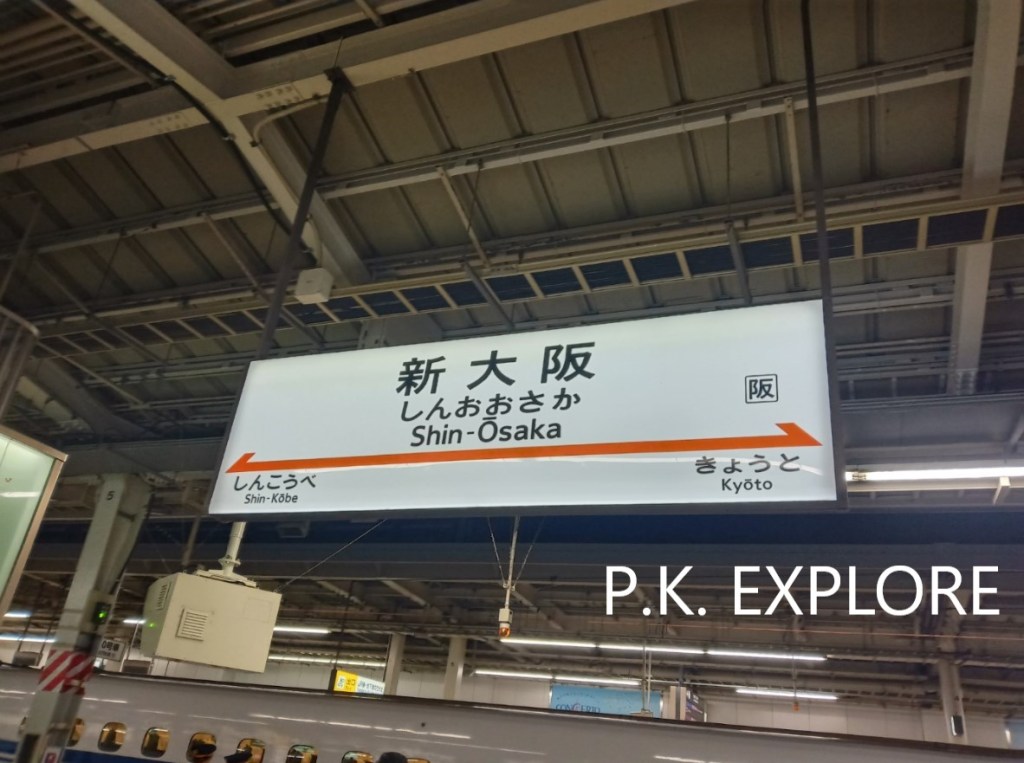 新大阪
阪
しんおおさか
Shin-Ōsaka
しんこうべ
Shin-Kōbe
きょうと
Kyōto
P.K. EXPLORE
5